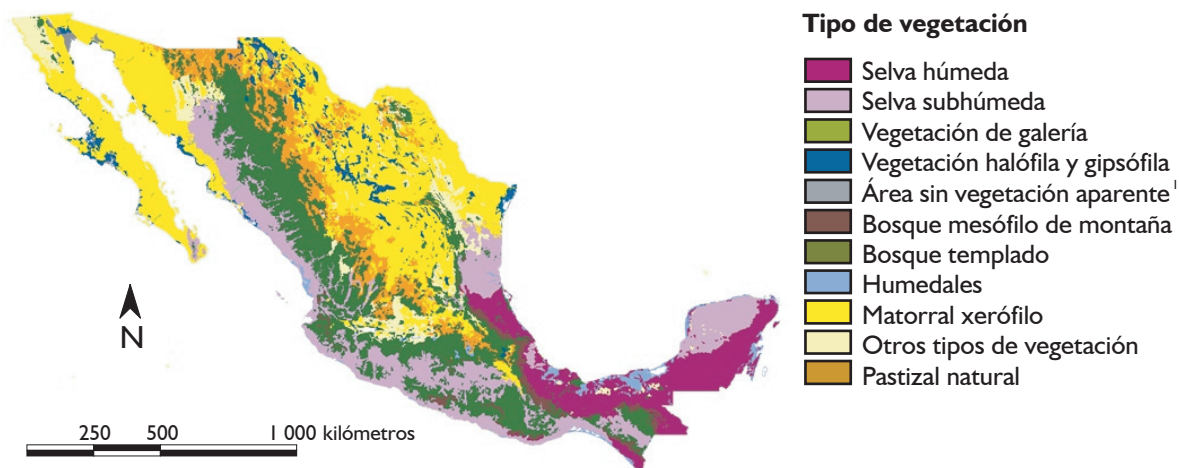 Tipo de vegetación
Selva húmeda
Selva subhúmeda
Vegetación de galería
Vegetación halófila y gipsófila
Área sin vegetación aparente¹
Bosque mesófilo de montaña
Bosque templado
Humedales
Matorral xerófilo
Otros tipos de vegetación
Pastizal natural
N
250 500 1 000 kilómetros